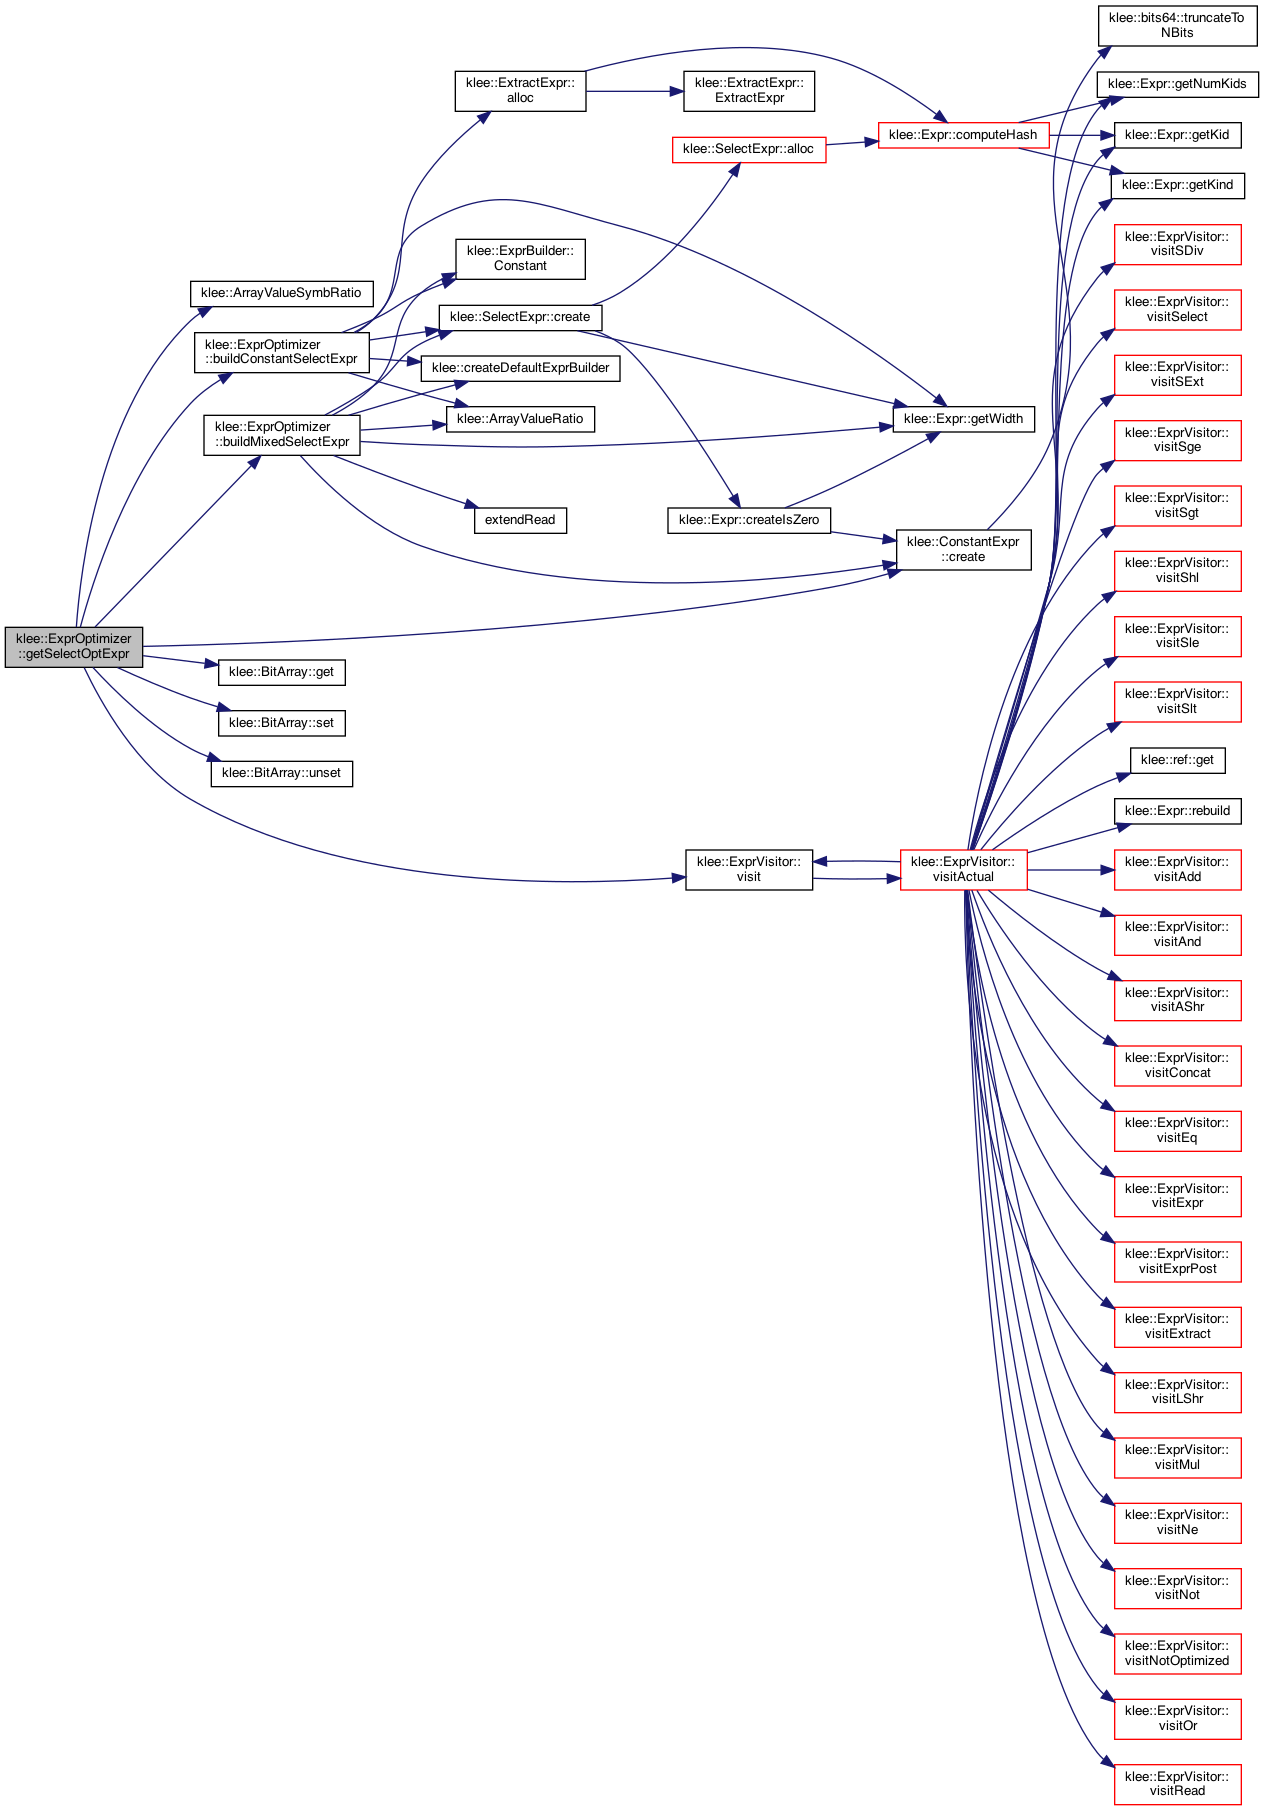 klee::ExprOptimizer
::getSelectOptExpr
klee::ArrayValueSymbRatio
klee::ExprOptimizer
::buildConstantSelectExpr
klee::ExprOptimizer
::buildMixedSelectExpr
klee::BitArray::get
klee::BitArray::set
klee::BitArray::unset
klee::ExtractExpr::
alloc
klee::ExprBuilder::
Constant
klee::SelectExpr::create
klee::createDefaultExprBuilder
klee::ArrayValueRatio
extendRead
klee::ExtractExpr::
ExtractExpr
klee::SelectExpr::alloc
klee::Expr::createIsZero
klee::ExprVisitor::
visit
klee::Expr::computeHash
klee::Expr::getWidth
klee::ConstantExpr
::create
klee::ExprVisitor::
visitActual
klee::bits64::truncateTo
NBits
klee::Expr::getNumKids
klee::Expr::getKid
klee::Expr::getKind
klee::ExprVisitor::
visitSDiv
klee::ExprVisitor::
visitSelect
klee::ExprVisitor::
visitSExt
klee::ExprVisitor::
visitSge
klee::ExprVisitor::
visitSgt
klee::ExprVisitor::
visitShl
klee::ExprVisitor::
visitSle
klee::ExprVisitor::
visitSlt
klee::ref::get
klee::Expr::rebuild
klee::ExprVisitor::
visitAdd
klee::ExprVisitor::
visitAnd
klee::ExprVisitor::
visitAShr
klee::ExprVisitor::
visitConcat
klee::ExprVisitor::
visitEq
klee::ExprVisitor::
visitExpr
klee::ExprVisitor::
visitExprPost
klee::ExprVisitor::
visitExtract
klee::ExprVisitor::
visitLShr
klee::ExprVisitor::
visitMul
klee::ExprVisitor::
visitNe
klee::ExprVisitor::
visitNot
klee::ExprVisitor::
visitNotOptimized
klee::ExprVisitor::
visitOr
klee::ExprVisitor::
visitRead